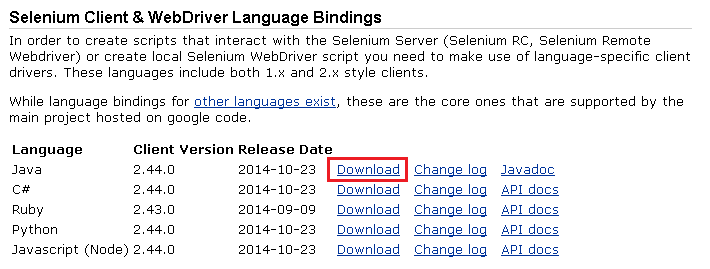 Selenium Client & WebDriver Language Bindings
In order to create scripts that interact with the Selenium Server (Selenium RC, Selenium Remote
Webdriver) or create local Selenium WebDriver script you need to make use of language-specific client
drivers. These languages include both 1.x and 2.x style clients.
While language bindings for other languages exist, these are the core ones that are supported by the
main project hosted on google code.
Language Client Version Release Date
Java 2.44.0 2014-10-23 Download Change log Javadoc
C# 2.44.0 2014-10-23 Download Change log API docs
Ruby 2.43.0 2014-09-09 Download Change log API docs
Python 2.44.0 2014-10-23 Download Change log API docs
Javascript (Node) 2.44.0 2014-10-23 Download Change log API docs